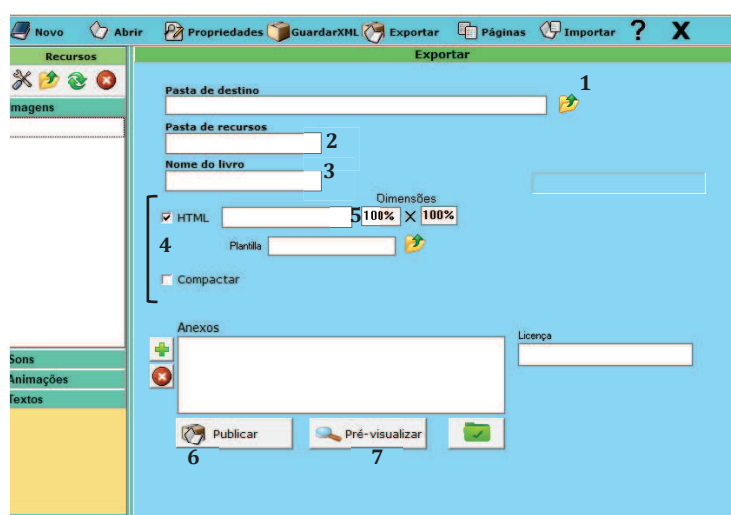 Novo Abrir Propriedades GuardarXML Exportar Páginas Importar ? X
Recursos
Exportar
1
Pasta de destino
magens
Pasta de recursos
2
Nome do livro
3
Dimensões
HTML 5 100% X 100%
4 Plantilla
Compactar
Anexos
Licença
Sons
Animações
Textos
Publicar Pré-visualizar
6 7